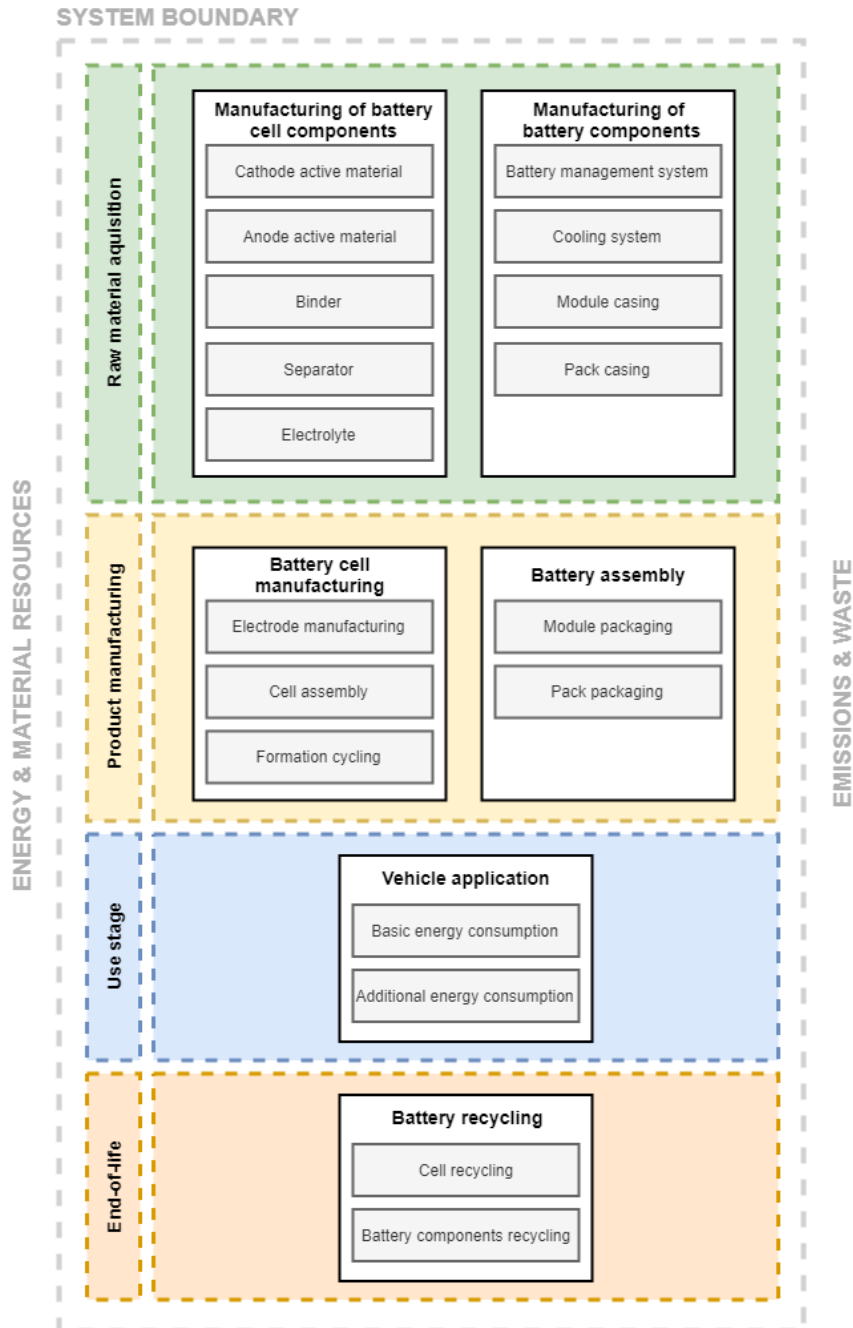 SYSTEM BOUNDARY
ENERGY & MATERIAL RESOURCES
Raw material aquisition
Manufacturing of battery
cell components
Cathode active material
Anode active material
Binder
Separator
Electrolyte
Manufacturing of
battery components
Battery management system
Cooling system
Module casing
Pack casing
Product manufacturing
Battery cell
manufacturing
Electrode manufacturing
Cell assembly
Formation cycling
Battery assembly
Module packaging
Pack packaging
Use stage
Vehicle application
Basic energy consumption
Additional energy consumption
End-of-life
Battery recycling
Cell recycling
Battery components recycling
EMISSIONS & WASTE